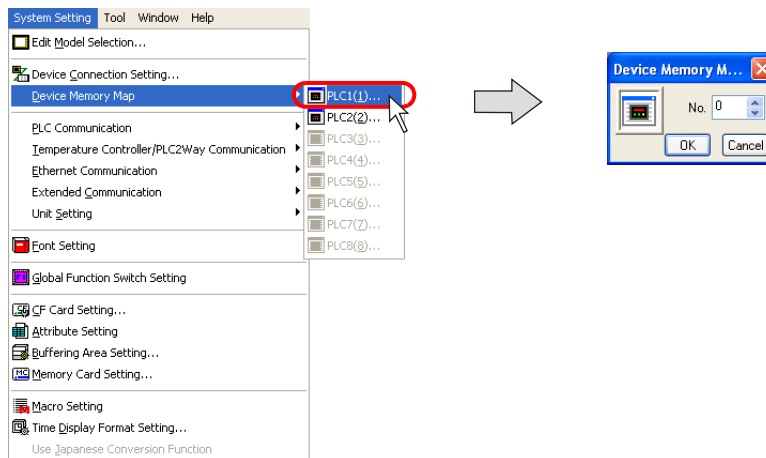 System Setting Tool Window Help
Edit Model Selection...
Device Connection Setting...
Device Memory Map
PLC Communication
Temperature Controller/PLC2Way Communication
Ethernet Communication
Extended Communication
Unit Setting
Font Setting
Global Function Switch Setting
CF Card Setting...
Attribute Setting
Buffering Area Setting...
Memory Card Setting...
Macro Setting
Time Display Format Setting...
Use Japanese Conversion Function
PLC1(1)...
PLC2(2)...
PLC3(3)...
PLC4(4)...
PLC5(5)...
PLC6(6)...
PLC7(7)...
PLC8(8)...
Device Memory M...
No. 0
OK Cancel